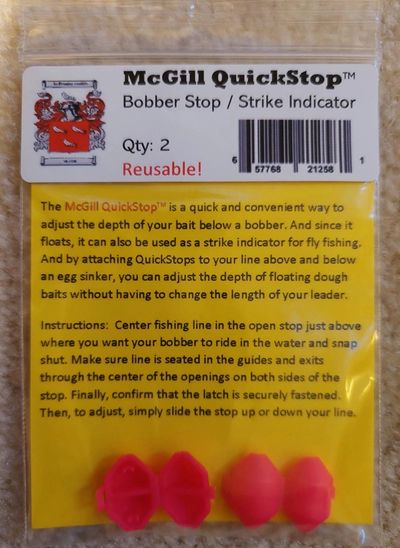 McGill QuickStop™
Bobber Stop / Strike Indicator
Qty: 2
Reusable!
6 57768 21258 1
The McGill QuickStop™ is a quick and convenient way to
adjust the depth of your bait below a bobber. And since it
floats, it can also be used as a strike indicator for fly fishing.
And by attaching QuickStops to your line above and below
an egg sinker, you can adjust the depth of floating dough
baits without having to change the length of your leader.
Instructions: Center fishing line in the open stop just above
where you want your bobber to ride in the water and snap
shut. Make sure line is seated in the guides and exits
through the center of the openings on both sides of the
stop. Finally, confirm that the latch is securely fastened.
Then, to adjust, simply slide the stop up or down your line.